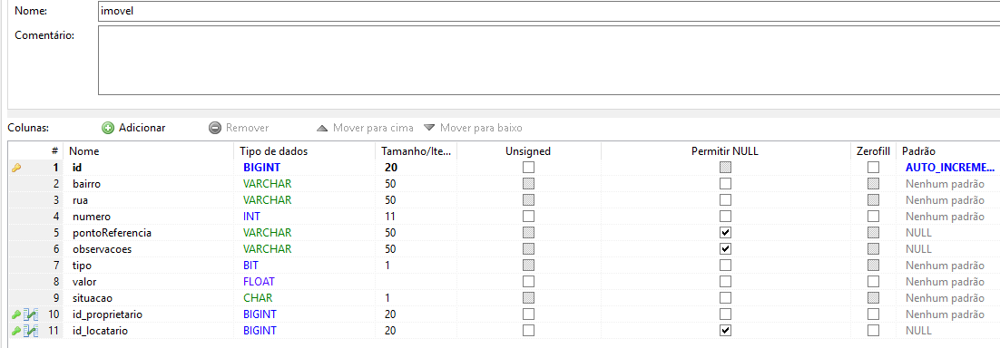 Nome: imovel
Comentário:
Colunas: Adicionar Remover Mover para cima Mover para baixo
# Nome Tipo de dados Tamanho/Ite... Unsigned Permitir NULL Zerofill Padrão
1 id BIGINT 20 AUTO_INCREME...
2 bairro VARCHAR 50 Nenhum padrão
3 rua VARCHAR 50 Nenhum padrão
4 numero INT 11 Nenhum padrão
5 pontoReferencia VARCHAR 50 NULL
6 observacoes VARCHAR 50 NULL
7 tipo BIT 1 Nenhum padrão
8 valor FLOAT Nenhum padrão
9 situacao CHAR 1 Nenhum padrão
10 id_proprietario BIGINT 20 Nenhum padrão
11 id_locatario BIGINT 20 NULL